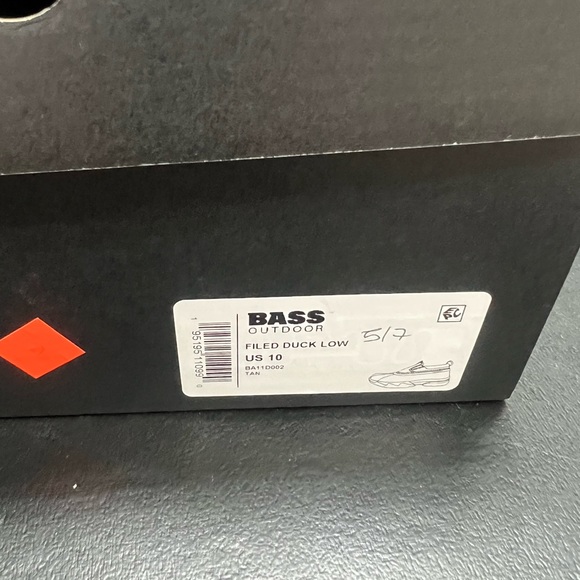 BASS
OUTDOOR
FILED DUCK LOW
5/7
US 10
BA11D002
TAN